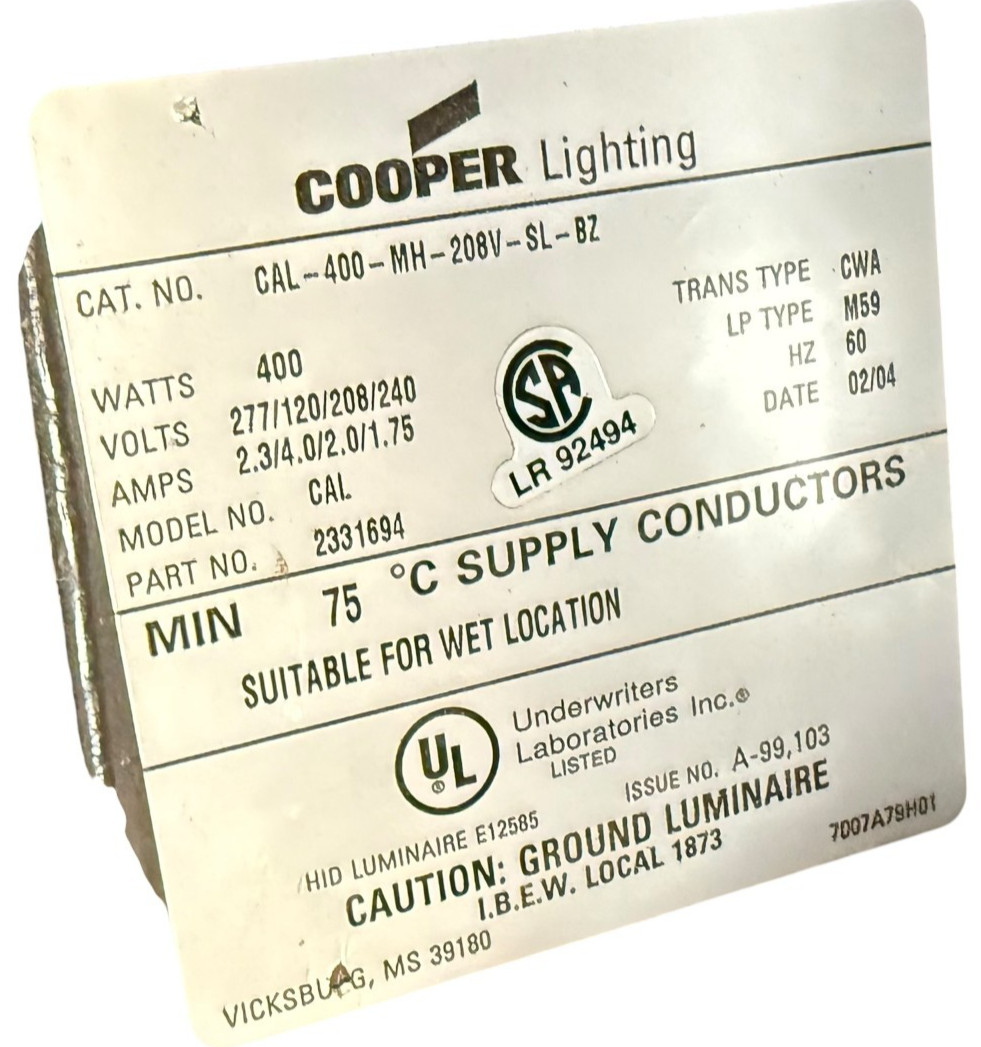 COOPER Lighting
CAT. NO. CAL-400-MH-208V-SL-BZ
TRANS TYPE CWA
LP TYPE M59
HZ 60
DATE 02/04
WATTS 400
VOLTS 277/120/208/240
AMPS 2.3/4.0/2.0/1.75
MODEL NO. CAL
PART NO. 2331694
SA
LR 92494
MIN 75 °C SUPPLY CONDUCTORS
SUITABLE FOR WET LOCATION
UL ®
Underwriters
Laboratories Inc.®
LISTED
HID LUMINAIRE E12585 ISSUE NO. A-99,103
CAUTION: GROUND LUMINAIRE
I.B.E.W. LOCAL 1873
7007A79H01
VICKSBURG, MS 39180